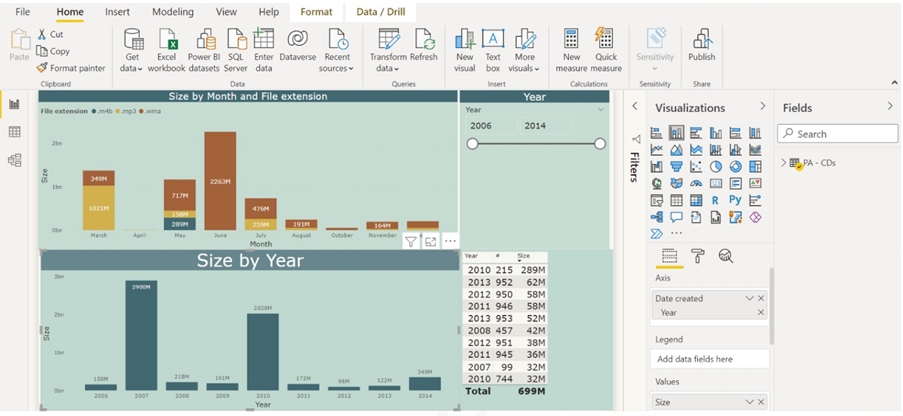 File Home Insert Modeling View Help Format Data / Drill
Paste
Cut
Copy
Format painter
Get data
Excel workbook
Power BI datasets
SQL Server
Enter data
Dataverse
Recent sources
Transform data
Refresh
New visual
Text box
More visuals
New measure
Quick measure
Sensitivity
Publish
Clipboard Data Queries Insert Calculations Sensitivity Share
Size by Month and File extension
File extension .m4b .mp3 .wma
Size
2bn
1bn
0bn
349M
1021M
717M
150M
289M
2263M
476M
259M
191M
164M
March April May June July August October November
Month
Year
Year
2006 2014
Size by Year
Size
3bn
2bn
1bn
0bn
158M 2900M 218M 191M 2020M 172M 96M 122M 349M
2006 2007 2008 2009 2010 2011 2012 2013 2014
Year
Year # Size
2010 215 289M
2013 952 62M
2012 950 58M
2011 946 58M
2013 953 52M
2008 457 42M
2012 951 38M
2011 945 36M
2007 99 32M
2010 744 32M
Total 699M
Filters
Visualizations
R Py
Axis
Date created
Year
Legend
Add data fields here
Values
Size
Fields
Search
PA - CDs